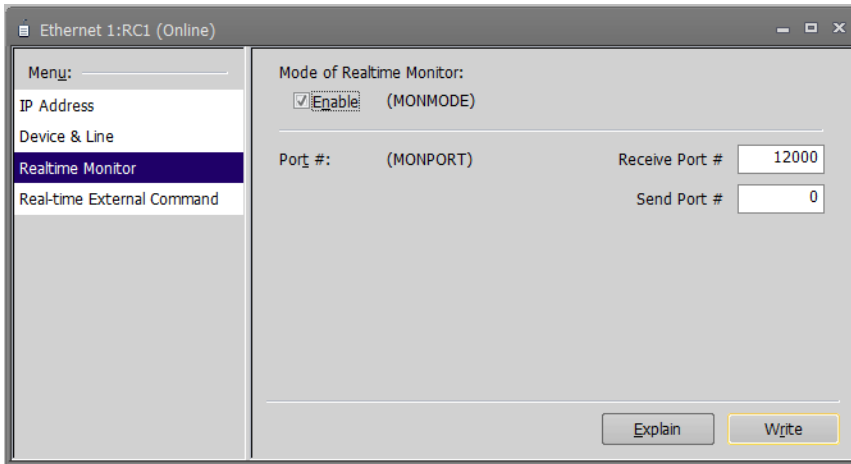 Ethernet 1:RC1 (Online)
Menu:
IP Address
Device & Line
Realtime Monitor
Real-time External Command
Mode of Realtime Monitor:
Enable (MONMODE)
Port #: (MONPORT) Receive Port # 12000
Send Port # 0
Explain Write